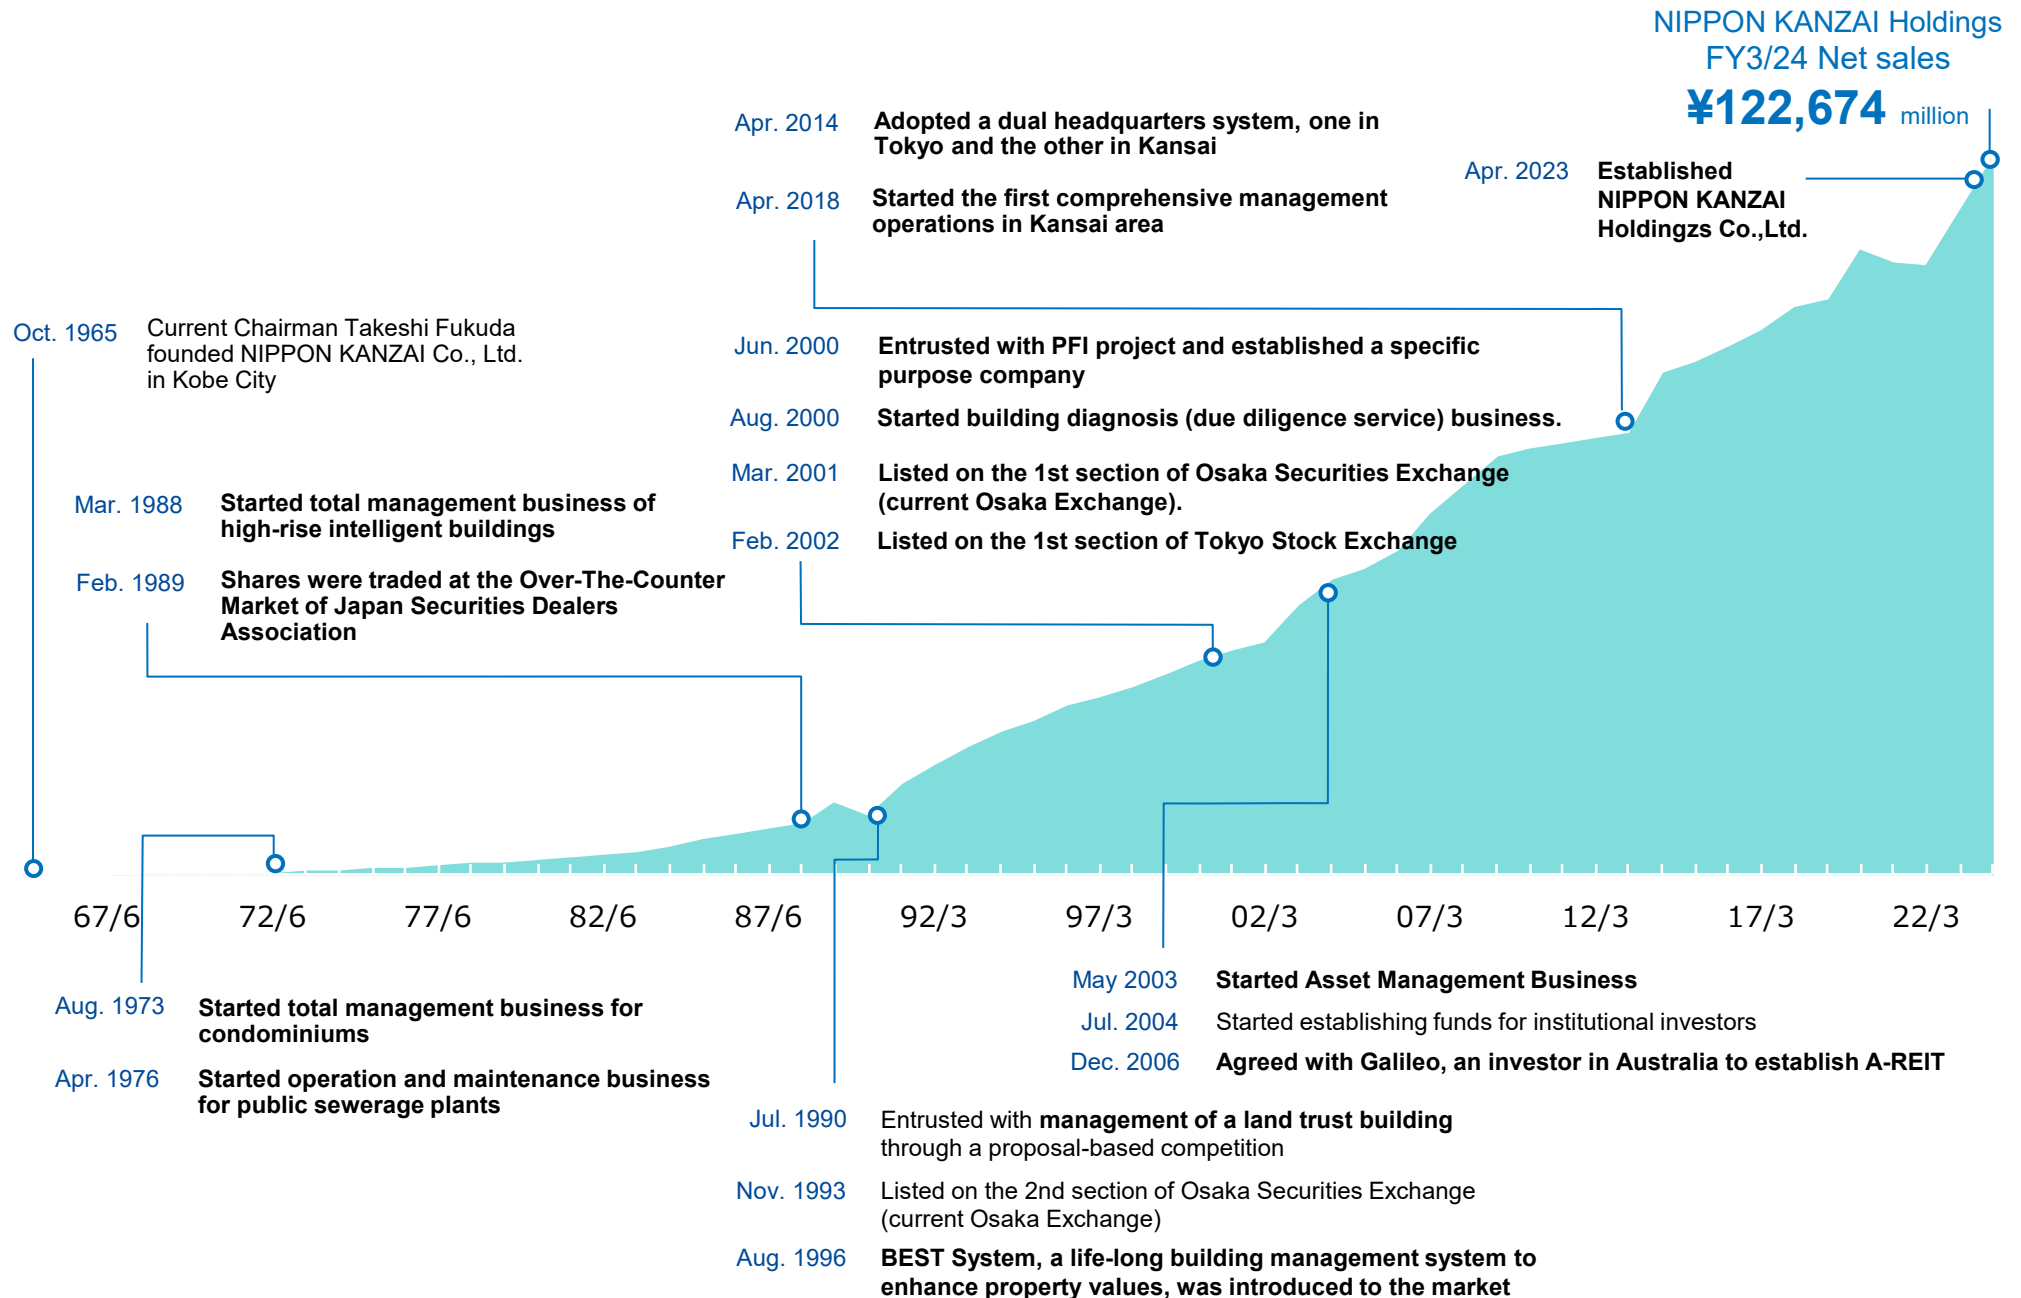 NIPPON KANZAI Holdings
FY3/24 Net sales
¥122,674 million
Apr. 2014 Adopted a dual headquarters system, one in
Tokyo and the other in Kansai
Apr. 2018 Started the first comprehensive management
operations in Kansai area
Apr. 2023 Established
NIPPON KANZAI
Holdingzs Co.,Ltd.
Oct. 1965 Current Chairman Takeshi Fukuda
founded NIPPON KANZAI Co., Ltd.
in Kobe City
Jun. 2000 Entrusted with PFI project and established a specific
purpose company
Aug. 2000 Started building diagnosis (due diligence service) business.
Mar. 2001 Listed on the 1st section of Osaka Securities Exchange
(current Osaka Exchange).
Feb. 2002 Listed on the 1st section of Tokyo Stock Exchange
Mar. 1988 Started total management business of
high-rise intelligent buildings
Feb. 1989 Shares were traded at the Over-The-Counter
Market of Japan Securities Dealers
Association
67/6 72/6 77/6 82/6 87/6 92/3 97/3 02/3 07/3 12/3 17/3 22/3
Aug. 1973 Started total management business for
condominiums
Apr. 1976 Started operation and maintenance business
for public sewerage plants
May 2003 Started Asset Management Business
Jul. 2004 Started establishing funds for institutional investors
Dec. 2006 Agreed with Galileo, an investor in Australia to establish A-REIT
Jul. 1990 Entrusted with management of a land trust building
through a proposal-based competition
Nov. 1993 Listed on the 2nd section of Osaka Securities Exchange
(current Osaka Exchange)
Aug. 1996 BEST System, a life-long building management system to
enhance property values, was introduced to the market